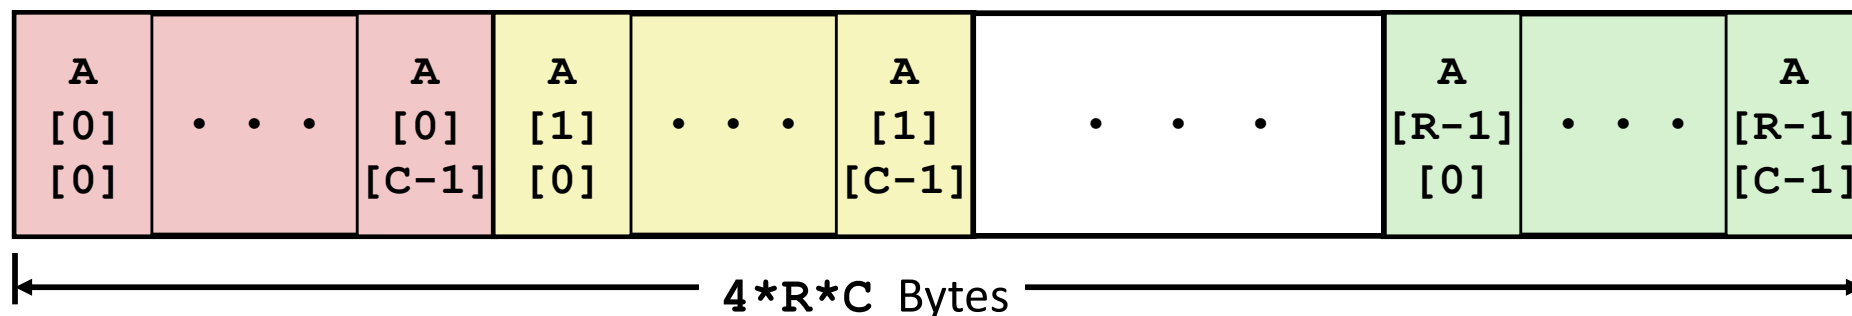 A A A A A A
[0] • • • [0] [1] • • • [1] • • • [R-1] • • • [R-1]
[0] [C-1] [0] [C-1] [0] [C-1]
4*R*C Bytes